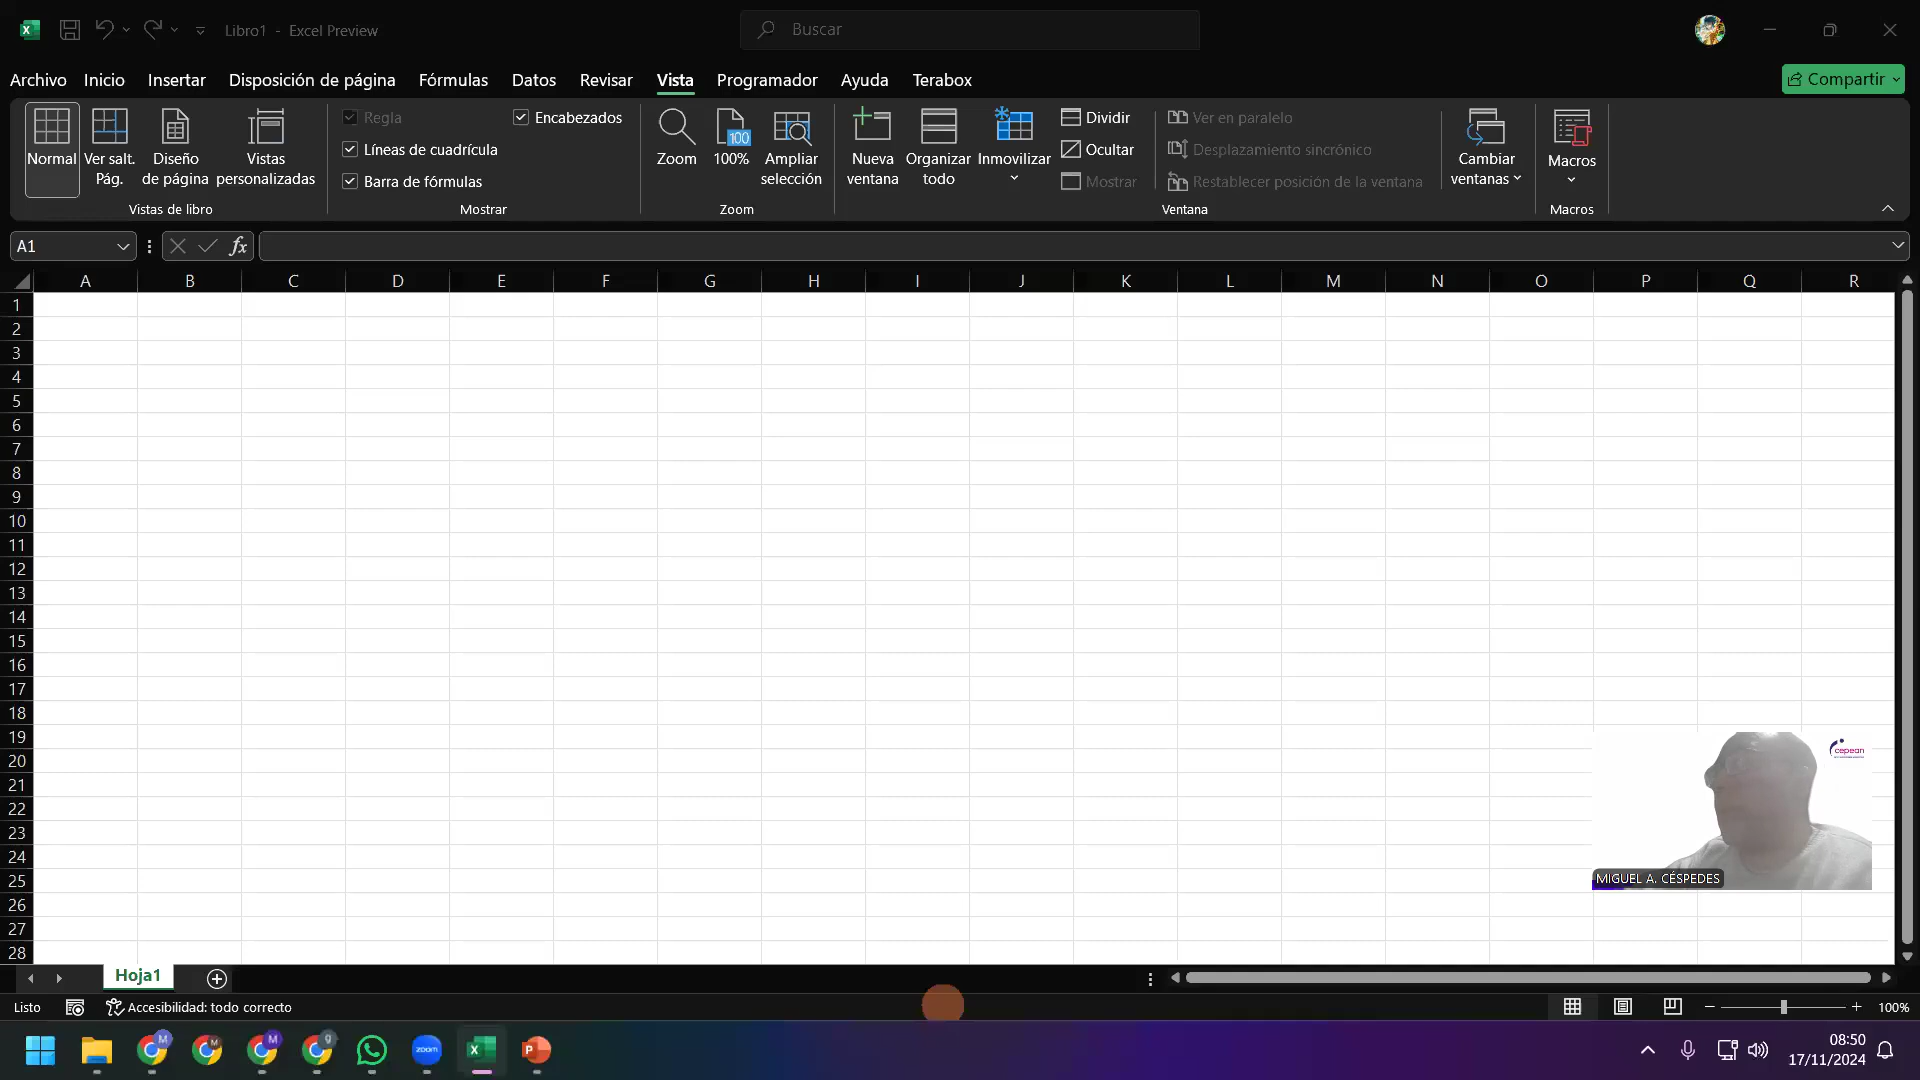 Libro1 - Excel Preview
Buscar
Archivo Inicio Insertar Disposición de página Fórmulas Datos Revisar Vista Programador Ayuda Terabox
Compartir
Normal
Ver salt. Pág.
Diseño de página
Vistas personalizadas
Vistas de libro
Regla
Encabezados
Líneas de cuadrícula
Barra de fórmulas
Mostrar
Zoom
100
100%
Ampliar selección
Zoom
Nueva ventana
Organizar todo
Inmovilizar
Dividir
Ocultar
Mostrar
Ver en paralelo
Desplazamiento sincrónico
Restablecer posición de la ventana
Cambiar ventanas
Ventana
Macros
Macros
A1
fx
A B C D E F G H I J K L M N O P Q R
1
2
3
4
5
6
7
8
9
10
11
12
13
14
15
16
17
18
19
20
21
22
23
24
25
26
27
28
cepean
MIGUEL A. CÉSPEDES
Hoja1
Listo
Accesibilidad: todo correcto
100%
M
M
M
g
zoom
X
P
08:50
17/11/2024